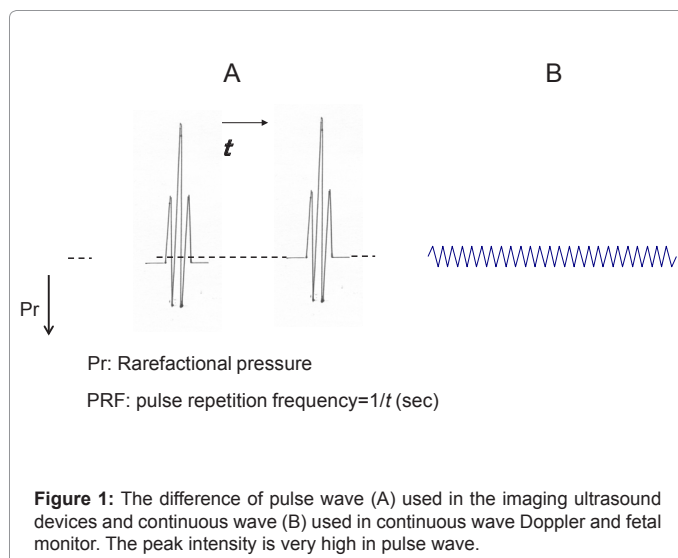 A
B
t
Pr
Pr: Rarefactional pressure
PRF: pulse repetition frequency=1/t (sec)
Figure 1: The difference of pulse wave (A) used in the imaging ultrasound
devices and continuous wave (B) used in continuous wave Doppler and fetal
monitor. The peak intensity is very high in pulse wave.